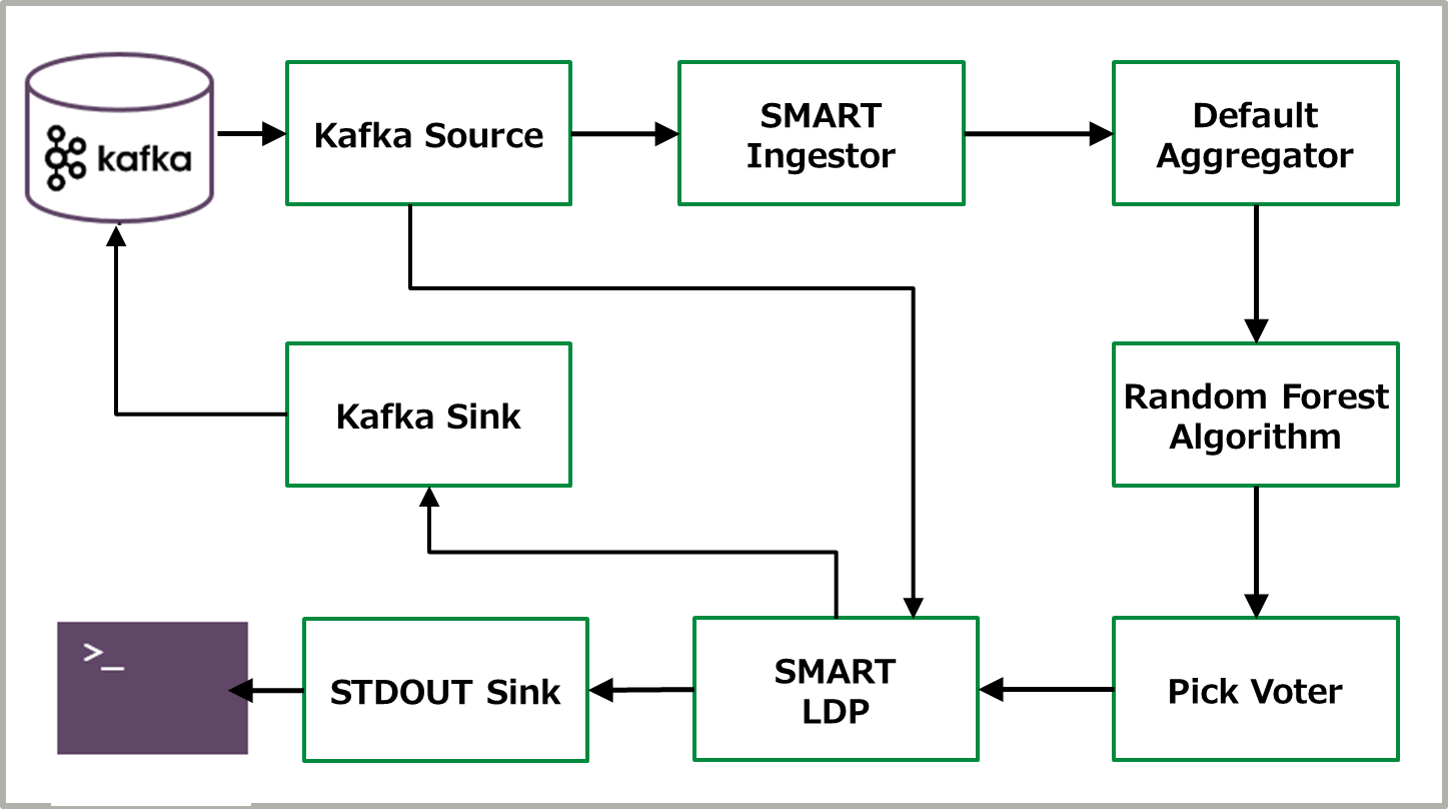 kafka
Kafka Source
SMART
Ingestor
Default
Aggregator
Kafka Sink
Random Forest
Algorithm
>_
STDOUT Sink
SMART
LDP
Pick Voter